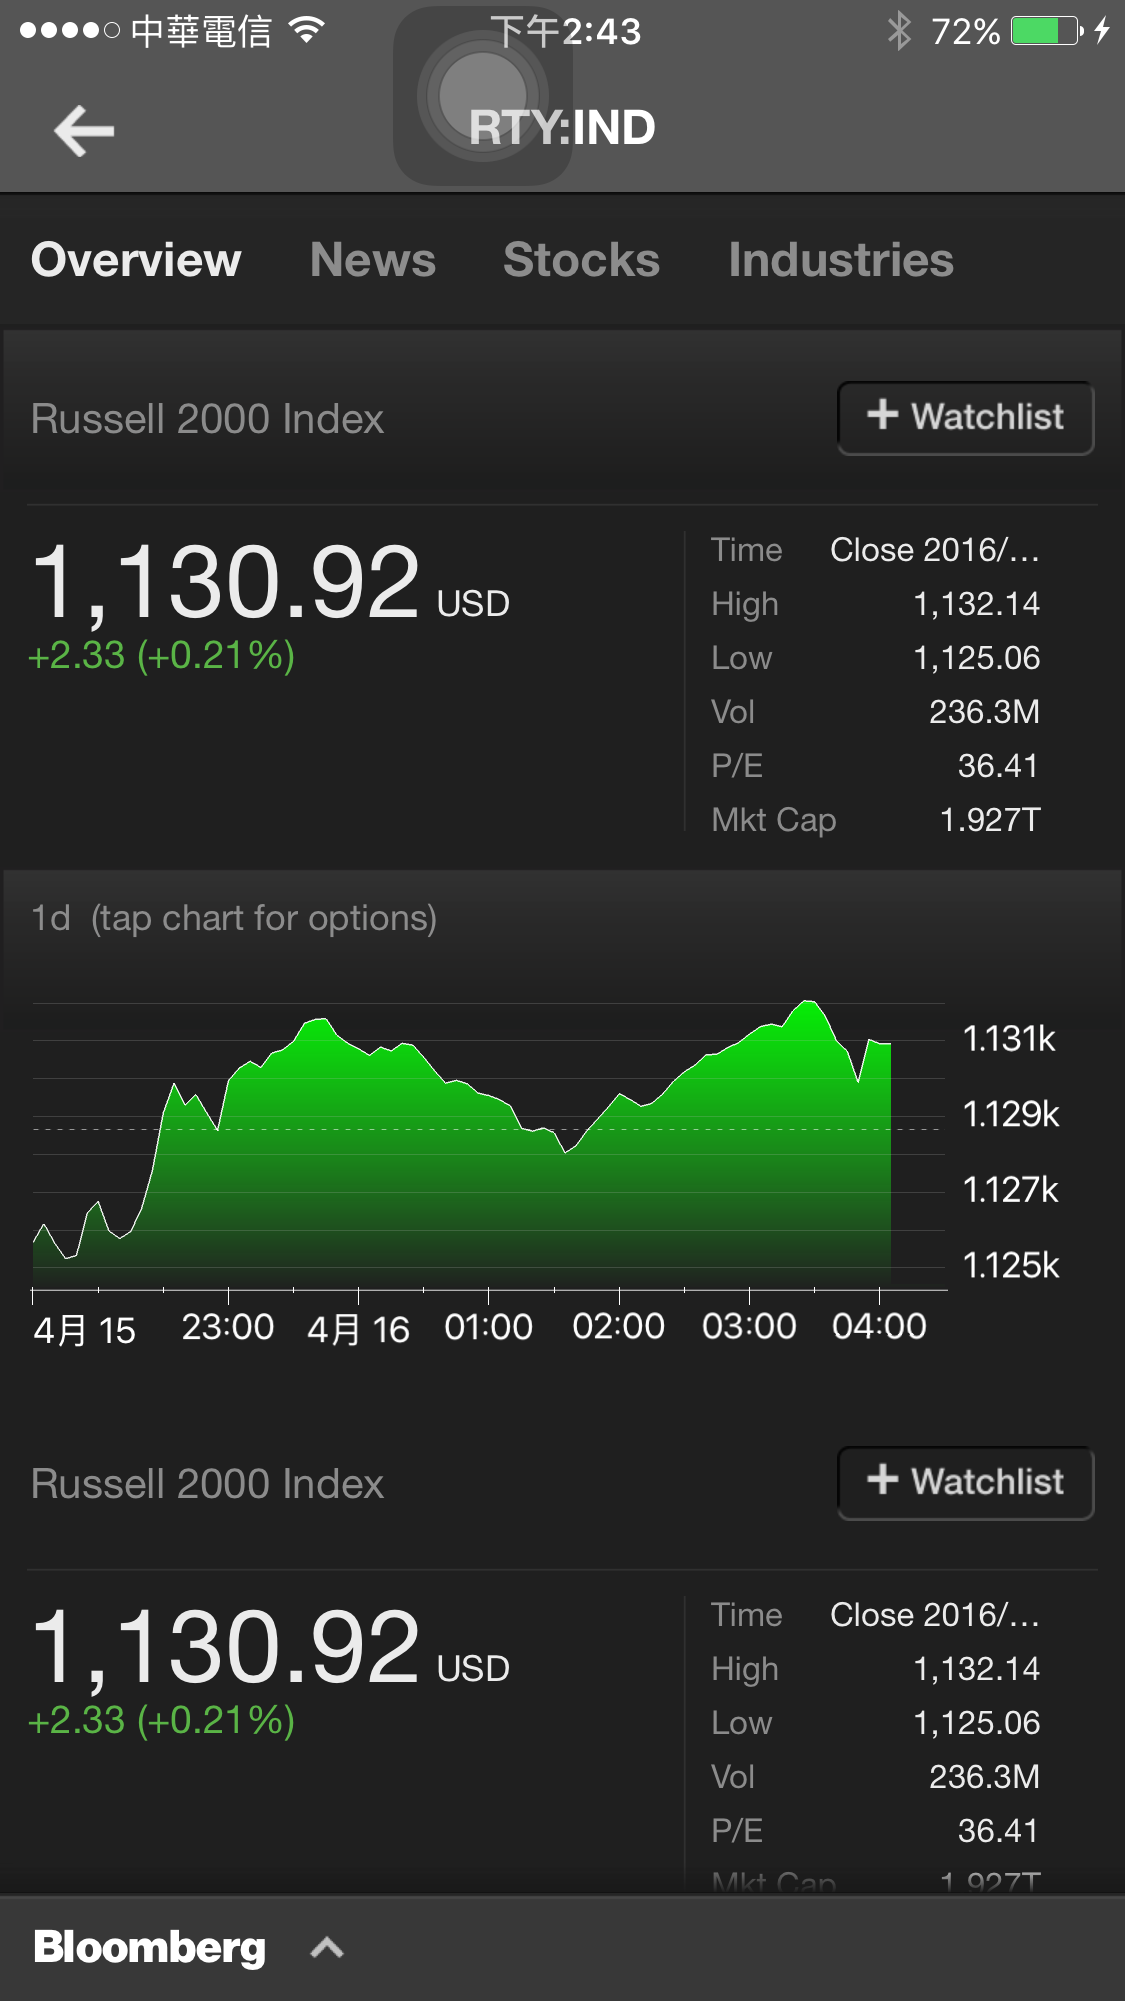 中華電信 下午2:43 72%
RTY:IND
Overview News Stocks Industries
Russell 2000 Index + Watchlist
1,130.92 USD
+2.33 (+0.21%)
Time Close 2016/...
High 1,132.14
Low 1,125.06
Vol 236.3M
P/E 36.41
Mkt Cap 1.927T
1d (tap chart for options)
1.131k
1.129k
1.127k
1.125k
4月 15 23:00 4月 16 01:00 02:00 03:00 04:00
Russell 2000 Index + Watchlist
1,130.92 USD
+2.33 (+0.21%)
Time Close 2016/...
High 1,132.14
Low 1,125.06
Vol 236.3M
P/E 36.41
Mkt Cap 1.927T
Bloomberg